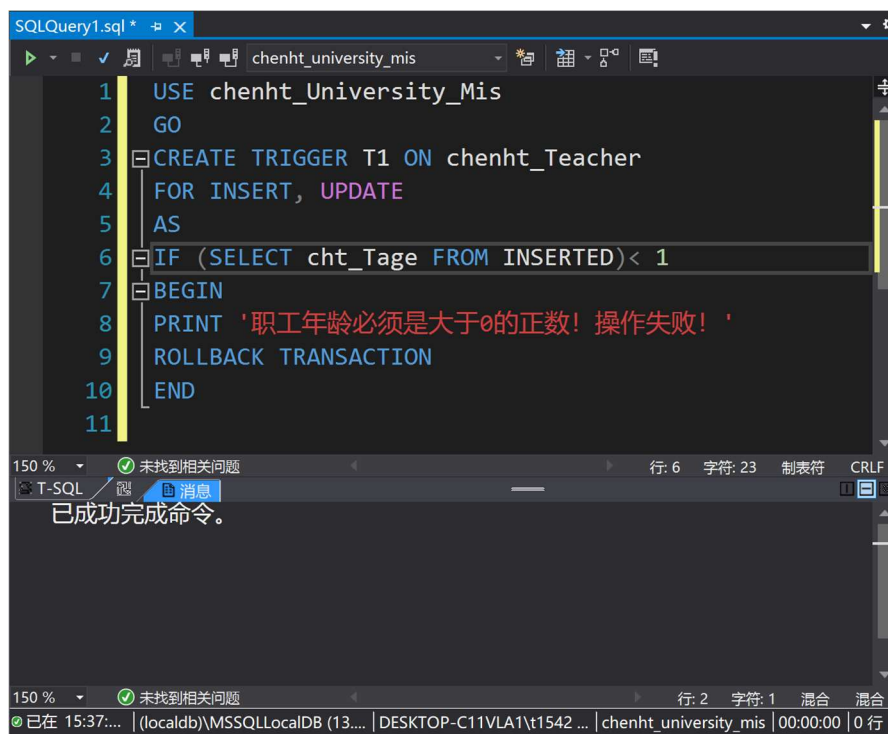 SQLQuery1.sql *
chenht_university_mis
1 USE chenht_University_Mis
2 GO
3 CREATE TRIGGER T1 ON chenht_Teacher
4 FOR INSERT, UPDATE
5 AS
6 IF (SELECT cht_Tage FROM INSERTED)< 1
7 BEGIN
8 PRINT '职工年龄必须是大于0的正数！操作失败！'
9 ROLLBACK TRANSACTION
10 END
11
150 % 未找到相关问题 行: 6 字符: 23 制表符 CRLF
T-SQL 消息
已成功完成命令。
150 % 未找到相关问题 行: 2 字符: 1 混合 混合
已在 15:37:... (localdb)\MSSQLLocalDB (13.... DESKTOP-C11VLA1\t1542 ... chenht_university_mis 00:00:00 0 行